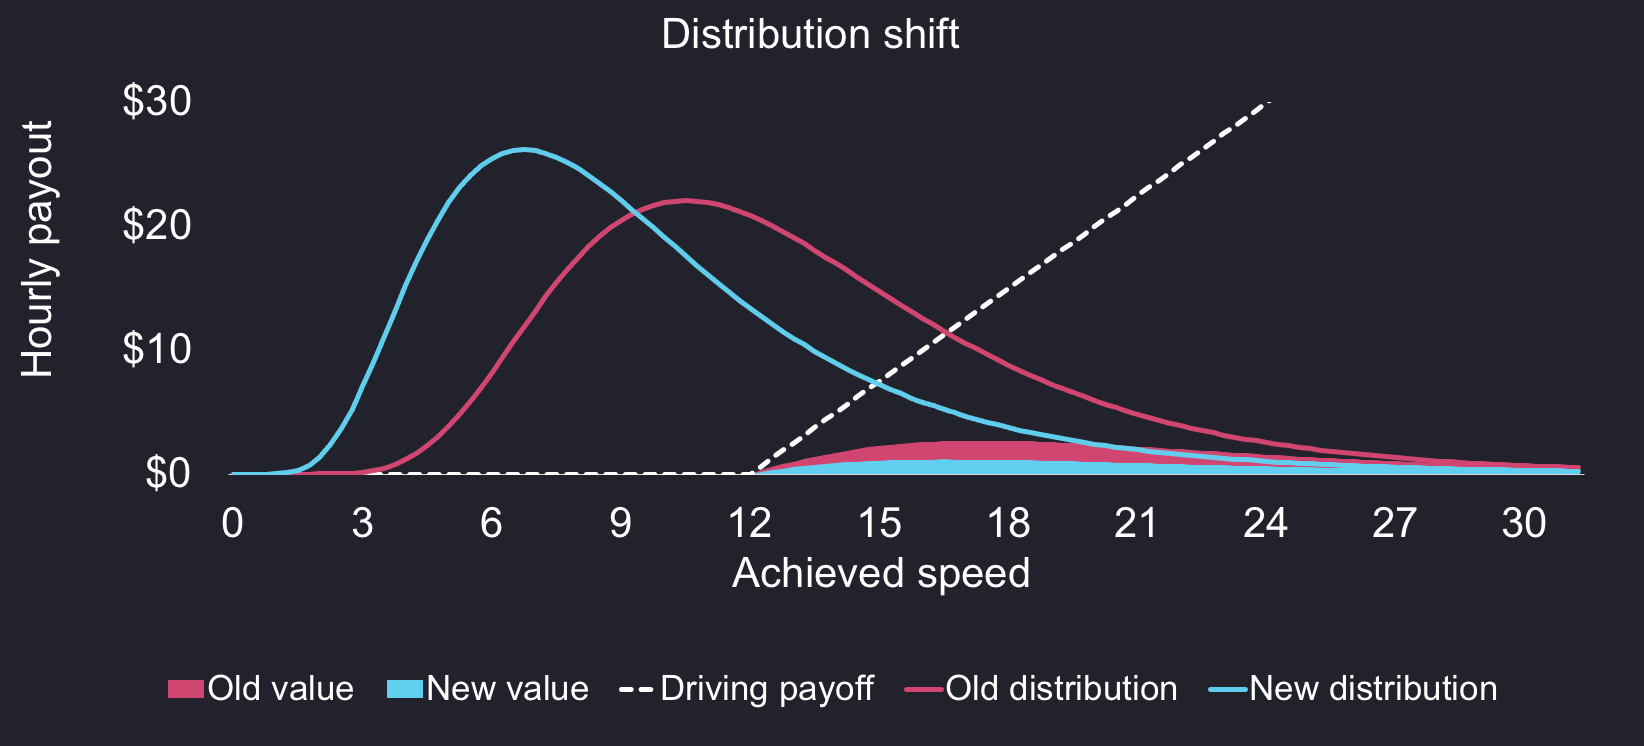 Distribution shift
Hourly payout
$30
$20
$10
$0
0 3 6 9 12 15 18 21 24 27 30
Achieved speed
Old value New value Driving payoff Old distribution New distribution